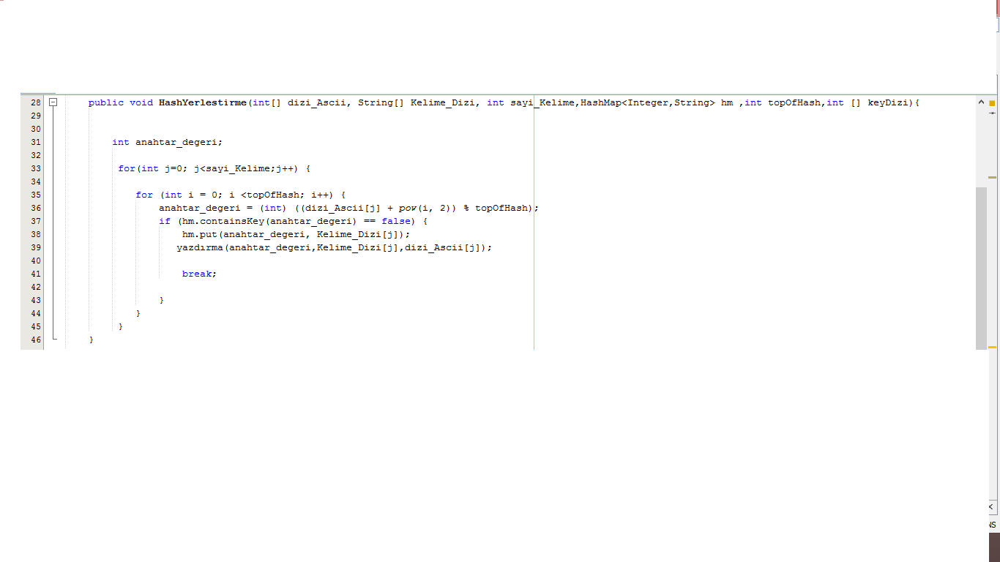 28 public void HashYerlestirme(int[] dizi_Ascii, String[] Kelime_Dizi, int sayi_Kelime,HashMap<Integer,String> hm ,int topOfHash,int [] keyDizi){
29
30
31 int anahtar_degeri;
32
33 for(int j=0; j<sayi_Kelime;j++) {
34
35 for (int i = 0; i <topOfHash; i++) {
36 anahtar_degeri = (int) ((dizi_Ascii[j] + pow(i, 2)) % topOfHash);
37 if (hm.containsKey(anahtar_degeri) == false) {
38 hm.put(anahtar_degeri, Kelime_Dizi[j]);
39 yazdırma(anahtar_degeri,Kelime_Dizi[j],dizi_Ascii[j]);
40
41 break;
42
43 }
44 }
45 }
46 }
NS